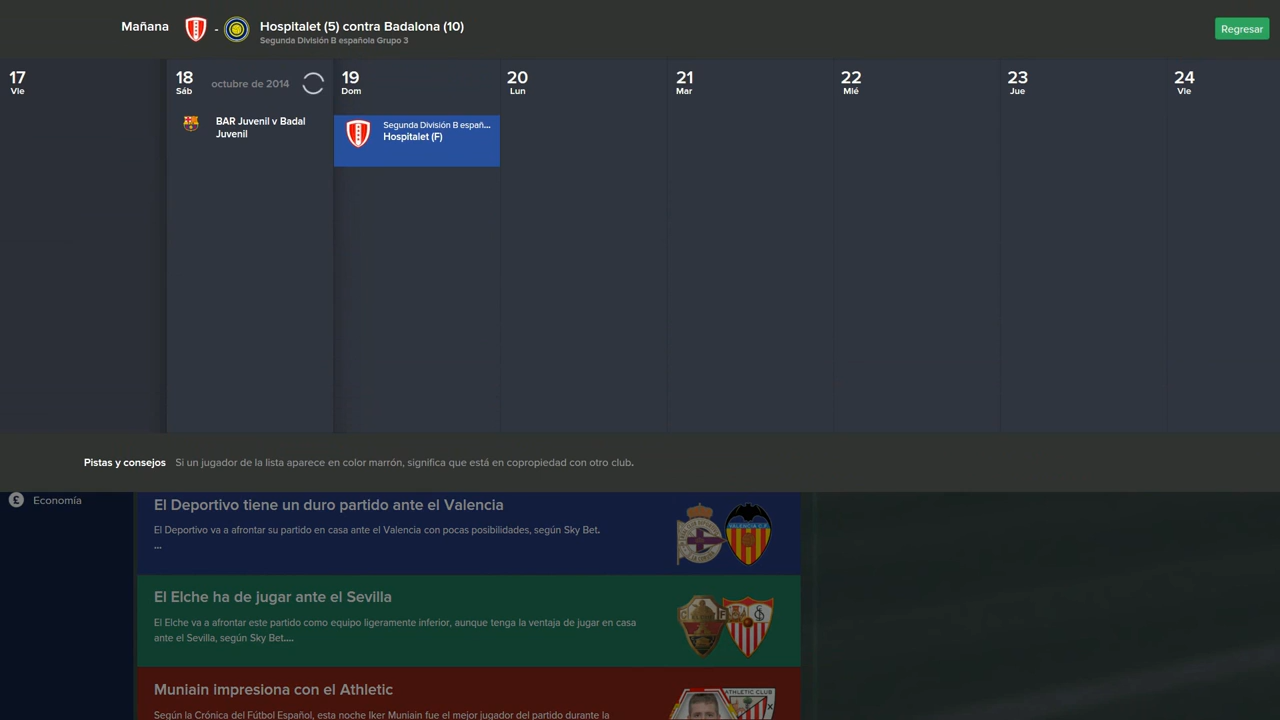 Mañana
Hospitalet (5) contra Badalona (10)
Segunda División B española Grupo 3
Regresar
17
Vie
18
Sáb
octubre de 2014
19
Dom
20
Lun
21
Mar
22
Mié
23
Jue
24
Vie
BAR Juvenil v Badal
Juvenil
Segunda División B españ...
Hospitalet (F)
Pistas y consejos
Si un jugador de la lista aparece en color marrón, significa que está en copropiedad con otro club.
Economía
El Deportivo tiene un duro partido ante el Valencia
El Deportivo va a afrontar su partido en casa ante el Valencia con pocas posibilidades, según Sky Bet.
...
El Elche ha de jugar ante el Sevilla
El Elche va a afrontar este partido como equipo ligeramente inferior, aunque tenga la ventaja de jugar en casa
ante el Sevilla, según Sky Bet....
Muniain impresiona con el Athletic
Según la Crónica del Fútbol Español, esta noche Iker Muniain fue el mejor jugador del partido durante la
VALENCIA C.F.
ATHLETIC CLUB